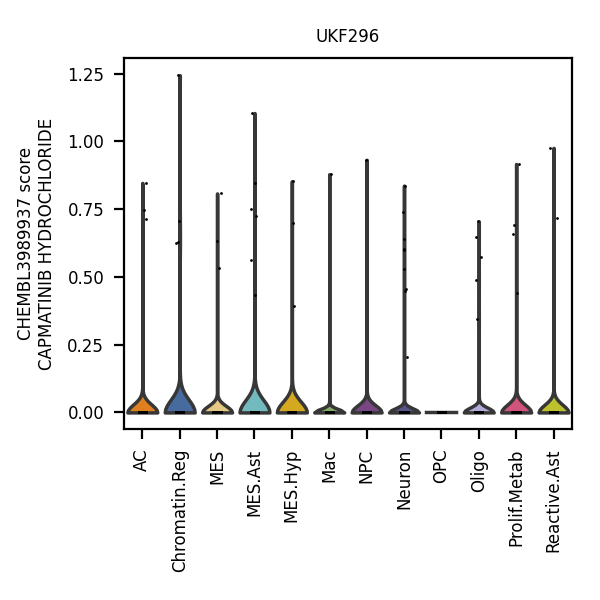 UKF296
CHEMBL3989937 score
CAPMATINIB HYDROCHLORIDE
1.25
1.00
0.75
0.50
0.25
0.00
AC
Chromatin.Reg
MES
MES.Ast
MES.Hyp
Mac
NPC
Neuron
OPC
Oligo
Prolif.Metab
Reactive.Ast